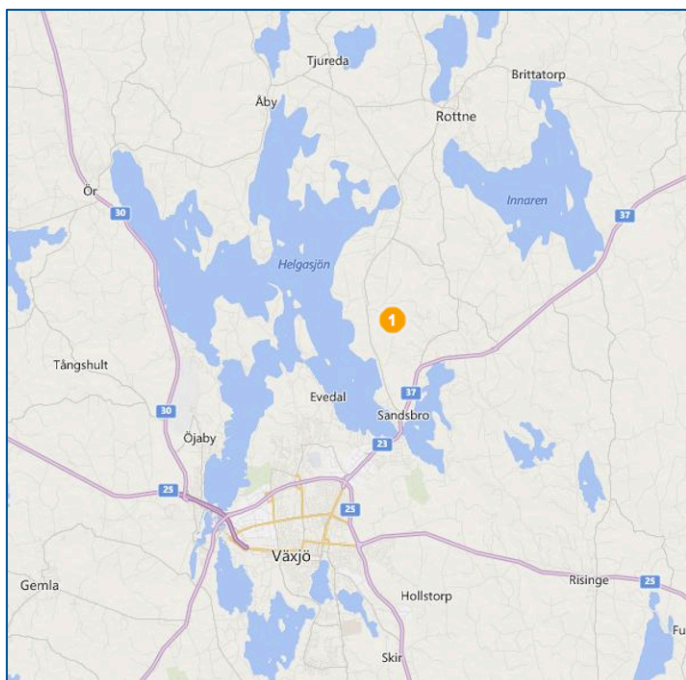 Tjureda
Brittatorp
Åby
Rottne
Ör
Innaren
30
37
Helgasjön
1
Tångshult
Evedal
37
30
Sandsbro
Öjaby
23
25
25
Växjö
Gemla
Risinge
25
Hollstorp
Fu
Skir